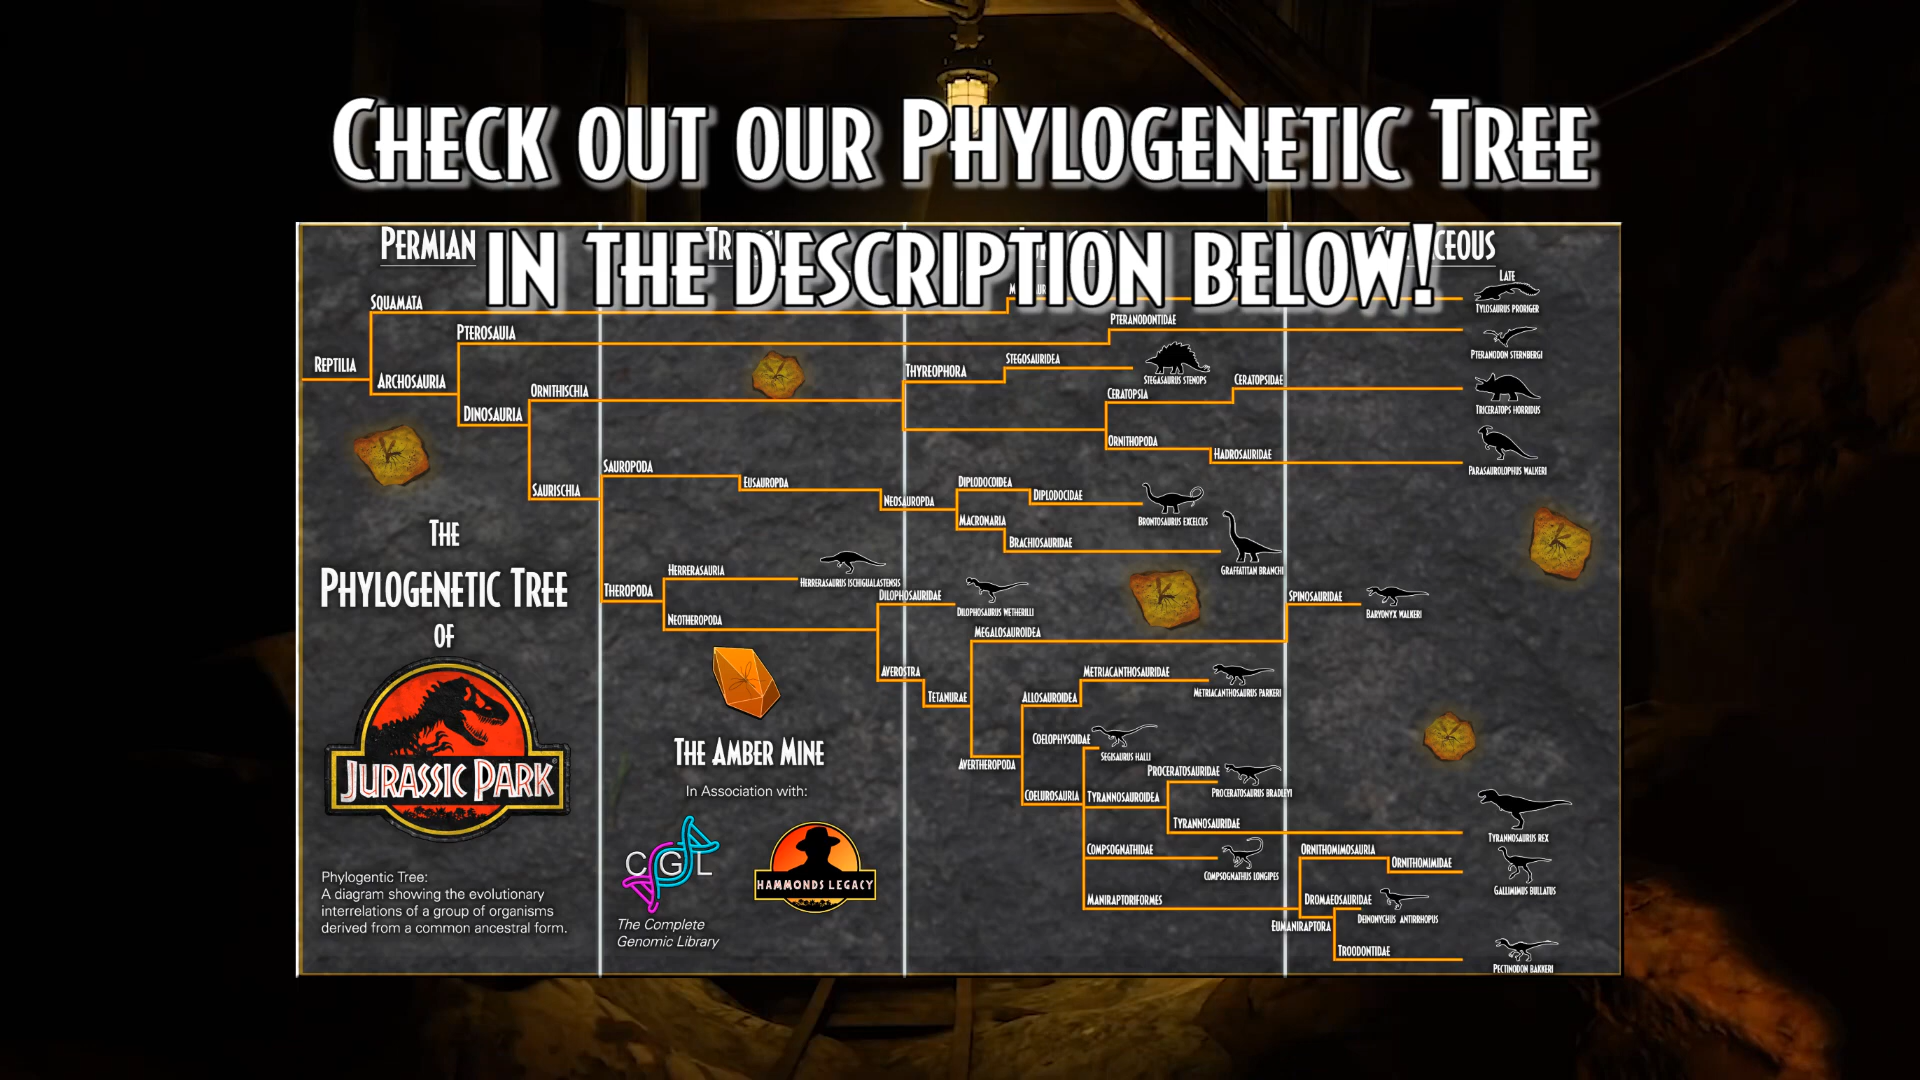 Check out our Phylogenetic Tree
in the description below!
Permian
Late
Squamata
Tylosaurus proriger
Pterosauia
Pteranodontidae
Pteranodon sternbergi
Reptilia
Archosauria
Thyreophora
Stegosauridea
Stegasaurus stenops
Ceratopsidae
Triceratops horridus
Ornithischia
Ceratopsia
Dinosauria
Ornithopoda
Hadrosauridae
Parasaurolophus walkeri
Sauropoda
Saurischia
Eusauropda
Neosauropda
Diplodocoidea
Diplodocidae
Brontosaurus excelcus
Macronaria
Brachiosauridae
Graffatitan branchi
The
Phylogenetic Tree
of
Jurassic Park
Herrerasauria
Herrerasaurus ischigualastensis
Theropoda
Neotheropoda
Dilophosauridae
Dilophosaurus wetherilli
Spinosauridae
Baryonyx walkeri
Megalosauroidea
Averostra
Tetanurae
Allosauroidea
Metriacanthosauridae
Metriacanthosaurus parkeri
Avertheropoda
Coelophysoidae
Segisaurus halli
Proceratosauridae
Proceratosaurus bradleyi
Coelurosauria
Tyrannosauroidea
Tyrannosauridae
Tyrannosaurus rex
Compsognathidae
Compsognathus longipes
Ornithomimosauria
Ornithomimidae
Gallimimus bullatus
Maniraptoriformes
Dromaeosauridae
Deinonychus antirrhopus
Eumaniraptora
Troodontidae
Pectinodon bakkeri
The Amber Mine
In Association with:
CGL
The Complete
Genomic Library
Hammonds Legacy
Phylogentic Tree:
A diagram showing the evolutionary
interrelations of a group of organisms
derived from a common ancestral form.